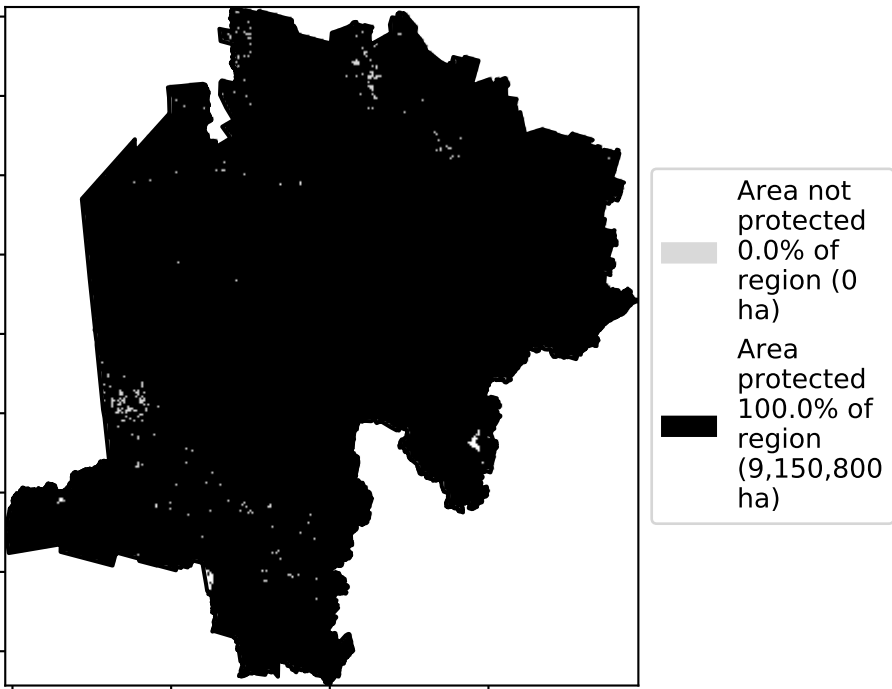 Area not
protected
0.0% of
region (0
ha)
Area
protected
100.0% of
region
(9,150,800
ha)